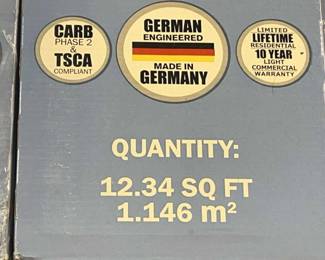 CARB
PHASE 2
&
TSCA
COMPLIANT
GERMAN
ENGINEERED
MADE IN
GERMANY
LIMITED
LIFETIME
RESIDENTIAL
10 YEAR
LIGHT
COMMERCIAL
WARRANTY
QUANTITY:
12.34 SQ FT
1.146 m²